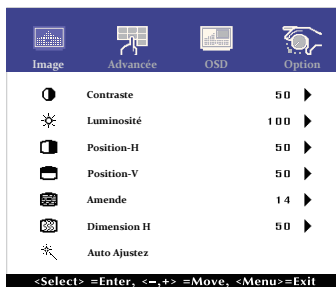 Image Advancée OSD Option
Contraste 50
Luminosité 100
Position-H 50
Position-V 50
Amende 14
Dimension H 50
Auto Ajustez
<Select> =Enter, <–,+> =Move, <Menu>=Exit